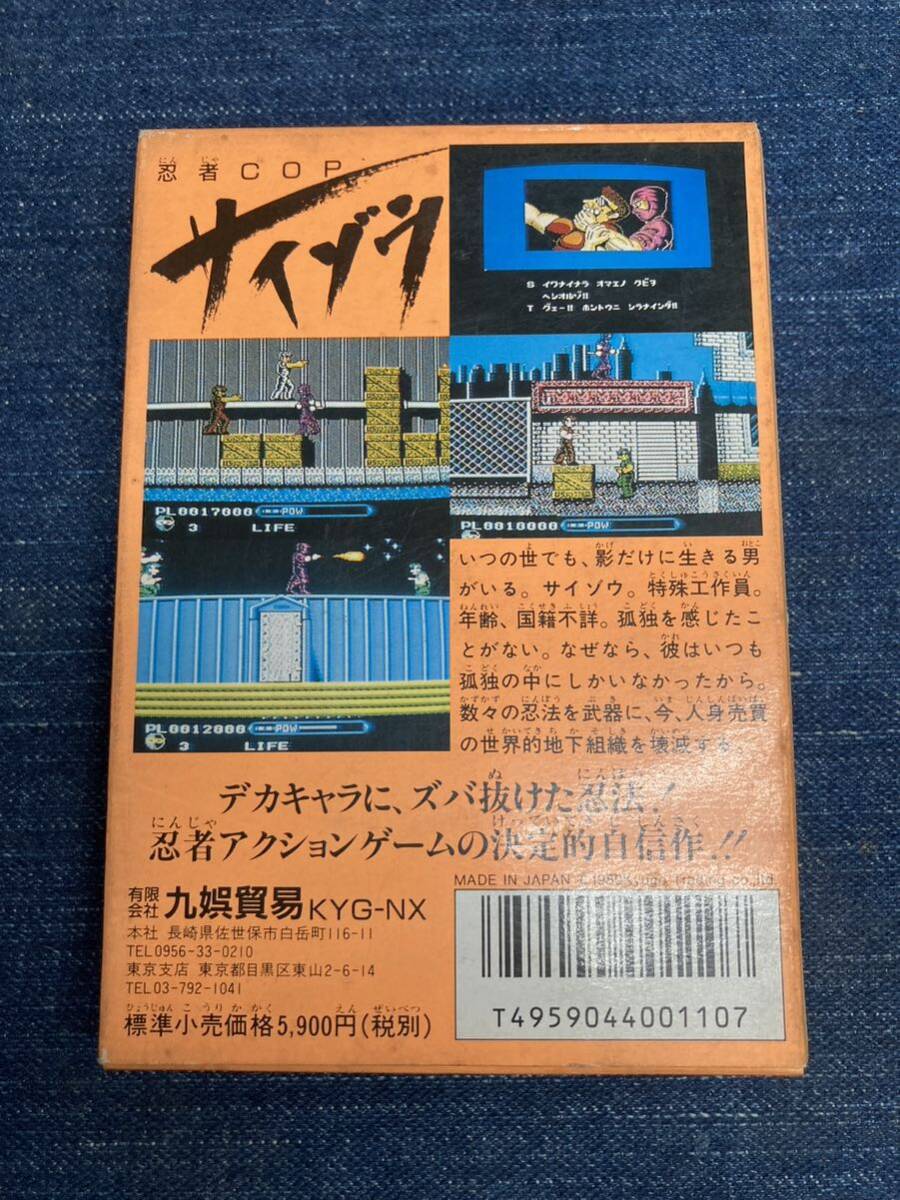 忍者COP
サイゾウ
S イワナイナラ オマエノ クビヲ
ヘシオルゾ!!
T グェー!! ホントウニ シラナインダ!!
PL0017000 POW
3 LIFE
PL0010000 POW
PL0012000 POW
3 LIFE
いつの世でも、影だけに生きる男
がいる。サイゾウ。特殊工作員。
年齢、国籍不詳。孤独を感じたこ
とがない。なぜなら、彼はいつも
孤独の中にしかいなかったから。
数々の忍法を武器に、今、人身売買
の世界的地下組織を壊滅する。
デカキャラに、ズバ抜けた忍法!
忍者アクションゲームの決定的自信作!!
MADE IN JAPAN © 1989 Kyugo Trading co.,ltd.
有限会社 九娯貿易 KYG-NX
本社 長崎県佐世保市白岳町116-11
TEL0956-33-0210
東京支店 東京都目黒区東山2-6-14
TEL03-792-1041
標準小売価格5,900円(税別)
T4959044001107